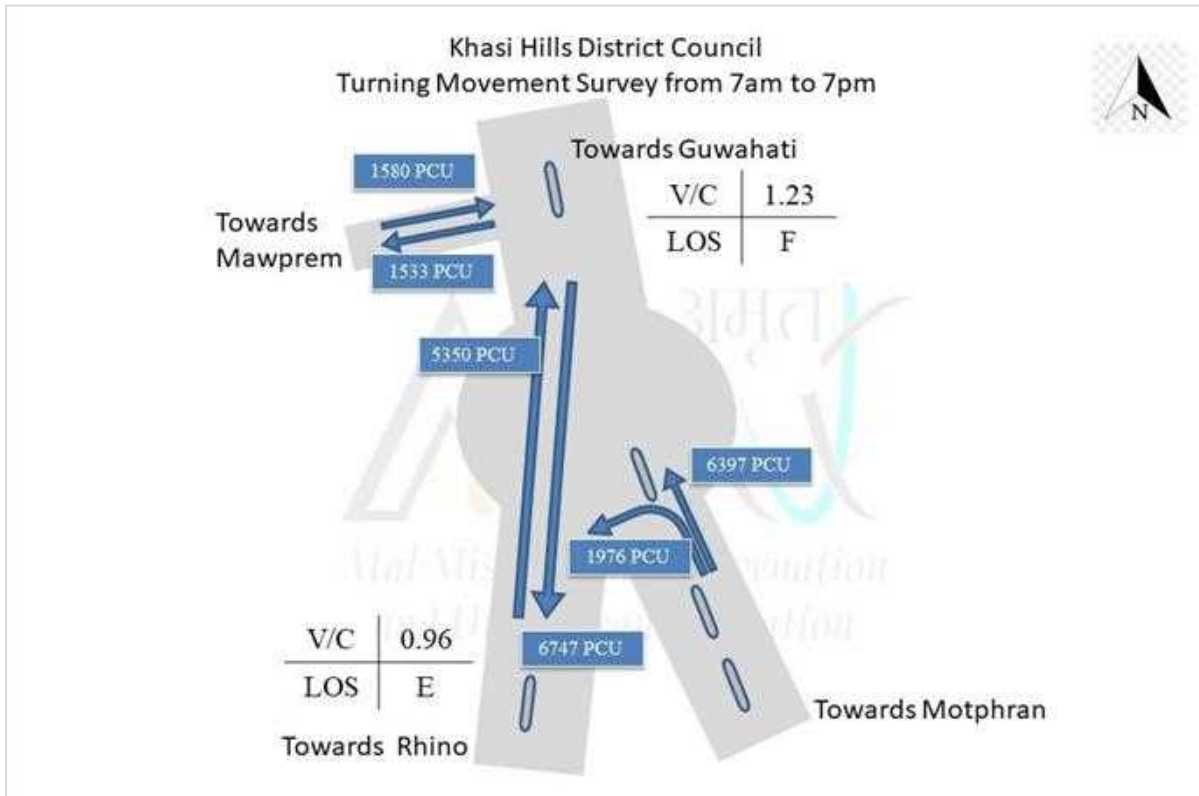 Khasi Hills District Council
Turning Movement Survey from 7am to 7pm
N
Towards Guwahati
1580 PCU
V/C 1.23
LOS F
Towards
Mawprem
1533 PCU
अमृत
5350 PCU
6397 PCU
1976 PCU
V/C 0.96
LOS E
6747 PCU
Towards Motphran
Towards Rhino